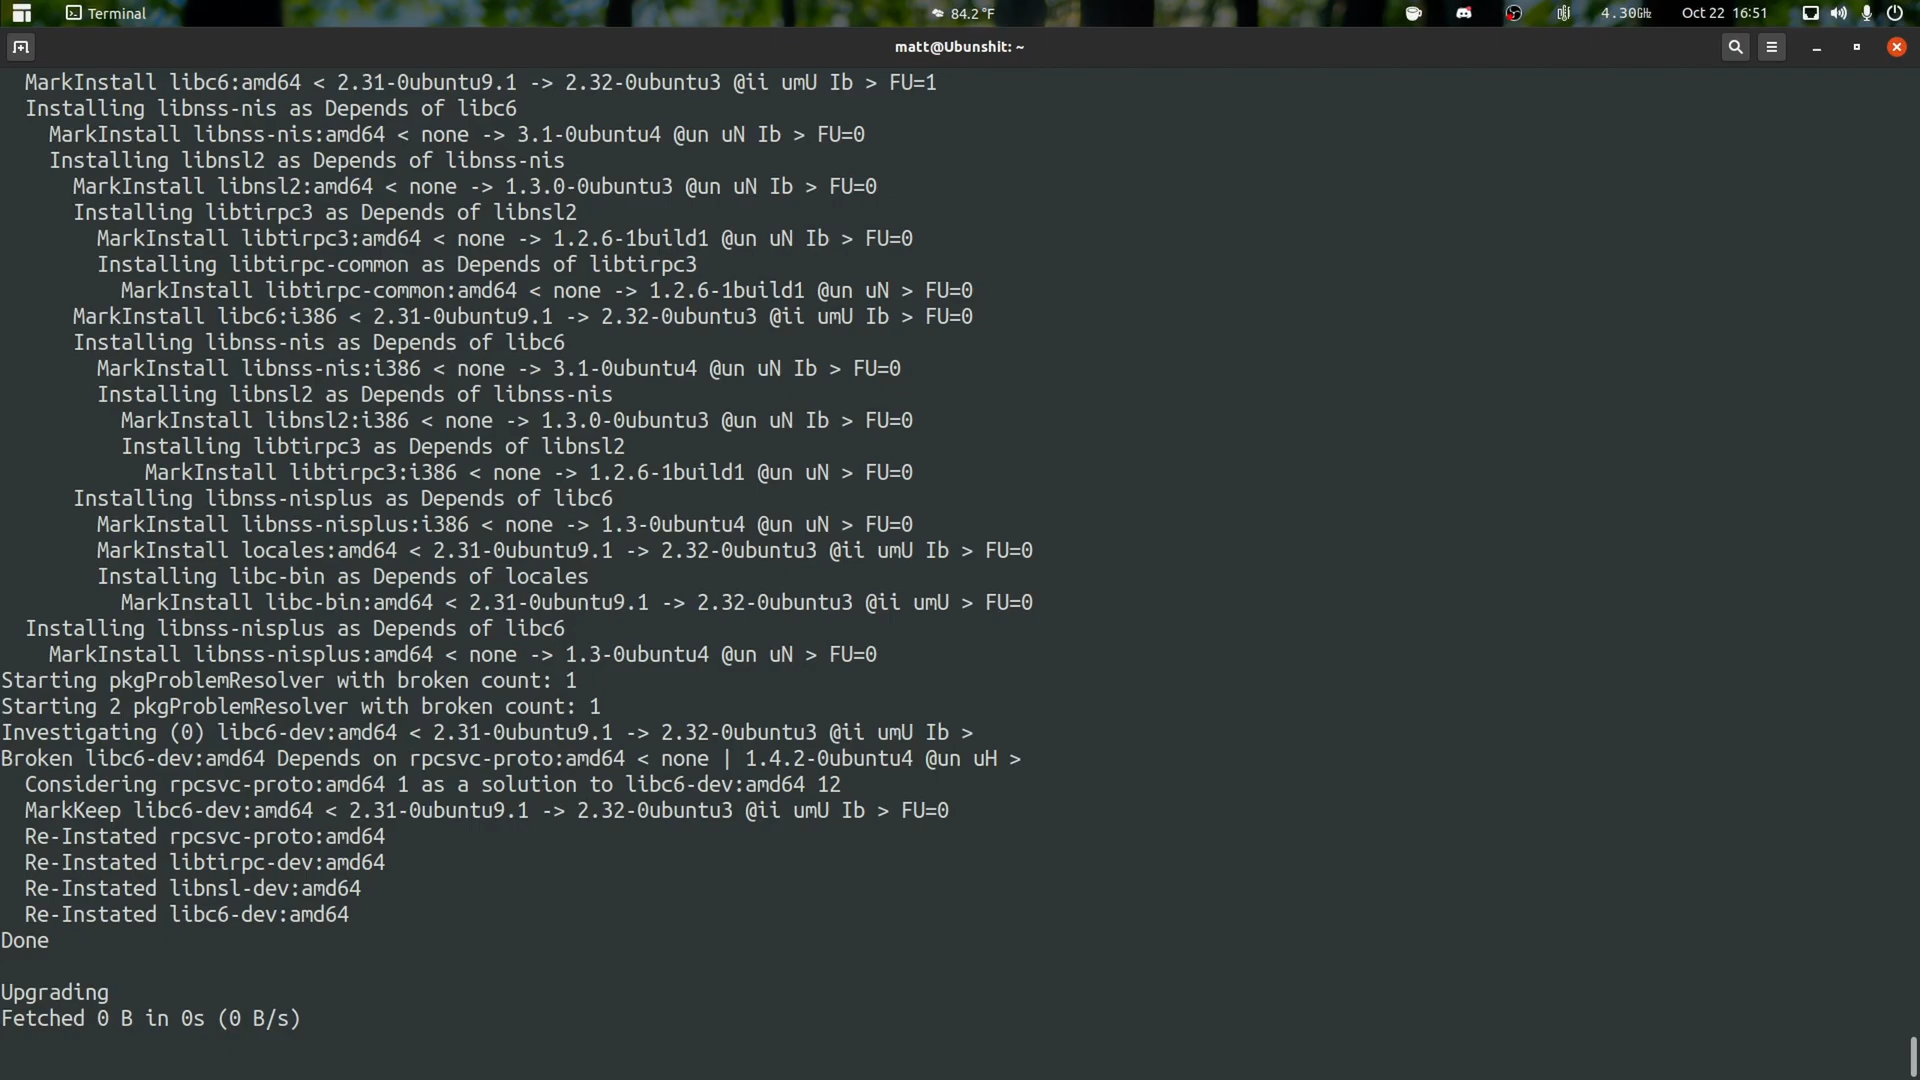 Terminal
84.2 °F
4.30GHz
Oct 22 16:51
matt@Ubunshit: ~
MarkInstall libc6:amd64 < 2.31-0ubuntu9.1 -> 2.32-0ubuntu3 @ii umU Ib > FU=1
Installing libnss-nis as Depends of libc6
MarkInstall libnss-nis:amd64 < none -> 3.1-0ubuntu4 @un uN Ib > FU=0
Installing libnsl2 as Depends of libnss-nis
MarkInstall libnsl2:amd64 < none -> 1.3.0-0ubuntu3 @un uN Ib > FU=0
Installing libtirpc3 as Depends of libnsl2
MarkInstall libtirpc3:amd64 < none -> 1.2.6-1build1 @un uN Ib > FU=0
Installing libtirpc-common as Depends of libtirpc3
MarkInstall libtirpc-common:amd64 < none -> 1.2.6-1build1 @un uN > FU=0
MarkInstall libc6:i386 < 2.31-0ubuntu9.1 -> 2.32-0ubuntu3 @ii umU Ib > FU=0
Installing libnss-nis as Depends of libc6
MarkInstall libnss-nis:i386 < none -> 3.1-0ubuntu4 @un uN Ib > FU=0
Installing libnsl2 as Depends of libnss-nis
MarkInstall libnsl2:i386 < none -> 1.3.0-0ubuntu3 @un uN Ib > FU=0
Installing libtirpc3 as Depends of libnsl2
MarkInstall libtirpc3:i386 < none -> 1.2.6-1build1 @un uN > FU=0
Installing libnss-nisplus as Depends of libc6
MarkInstall libnss-nisplus:i386 < none -> 1.3-0ubuntu4 @un uN > FU=0
MarkInstall locales:amd64 < 2.31-0ubuntu9.1 -> 2.32-0ubuntu3 @ii umU Ib > FU=0
Installing libc-bin as Depends of locales
MarkInstall libc-bin:amd64 < 2.31-0ubuntu9.1 -> 2.32-0ubuntu3 @ii umU > FU=0
Installing libnss-nisplus as Depends of libc6
MarkInstall libnss-nisplus:amd64 < none -> 1.3-0ubuntu4 @un uN > FU=0
Starting pkgProblemResolver with broken count: 1
Starting 2 pkgProblemResolver with broken count: 1
Investigating (0) libc6-dev:amd64 < 2.31-0ubuntu9.1 -> 2.32-0ubuntu3 @ii umU Ib >
Broken libc6-dev:amd64 Depends on rpcsvc-proto:amd64 < none | 1.4.2-0ubuntu4 @un uH >
Considering rpcsvc-proto:amd64 1 as a solution to libc6-dev:amd64 12
MarkKeep libc6-dev:amd64 < 2.31-0ubuntu9.1 -> 2.32-0ubuntu3 @ii umU Ib > FU=0
Re-Instated rpcsvc-proto:amd64
Re-Instated libtirpc-dev:amd64
Re-Instated libnsl-dev:amd64
Re-Instated libc6-dev:amd64
Done
Upgrading
Fetched 0 B in 0s (0 B/s)